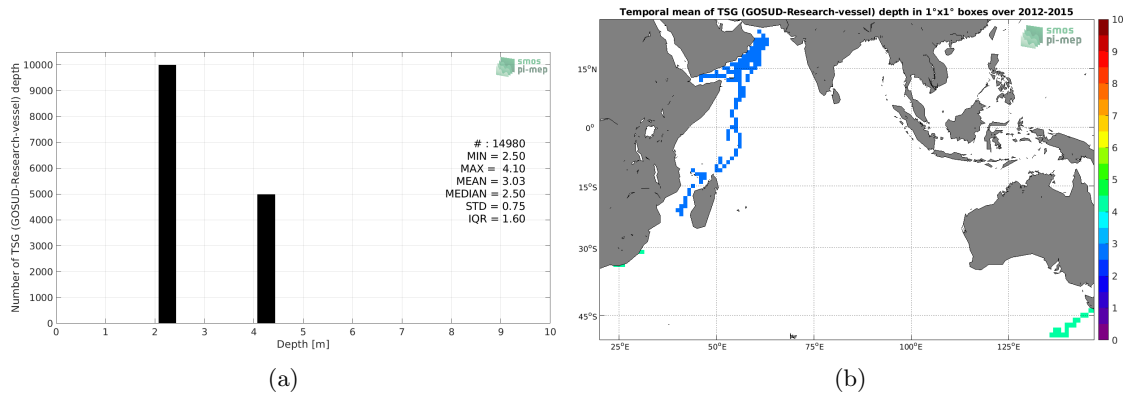 Temporal mean of TSG (GOSUD-Research-vessel) depth in 1°x1° boxes over 2012-2015
Number of TSG (GOSUD-Research-vessel) depth
10000
9000
8000
7000
6000
5000
4000
3000
2000
1000
0
smos
pi-mep
# : 14980
MIN = 2.50
MAX = 4.10
MEAN = 3.03
MEDIAN = 2.50
STD = 0.75
IQR = 1.60
0 1 2 3 4 5 6 7 8 9 10
Depth [m]
(a)
smos
pi-mep
15°N
0°
15°S
30°S
45°S
25°E 50°E 75°E 100°E 125°E
10
9
8
7
6
5
4
3
2
1
0
(b)